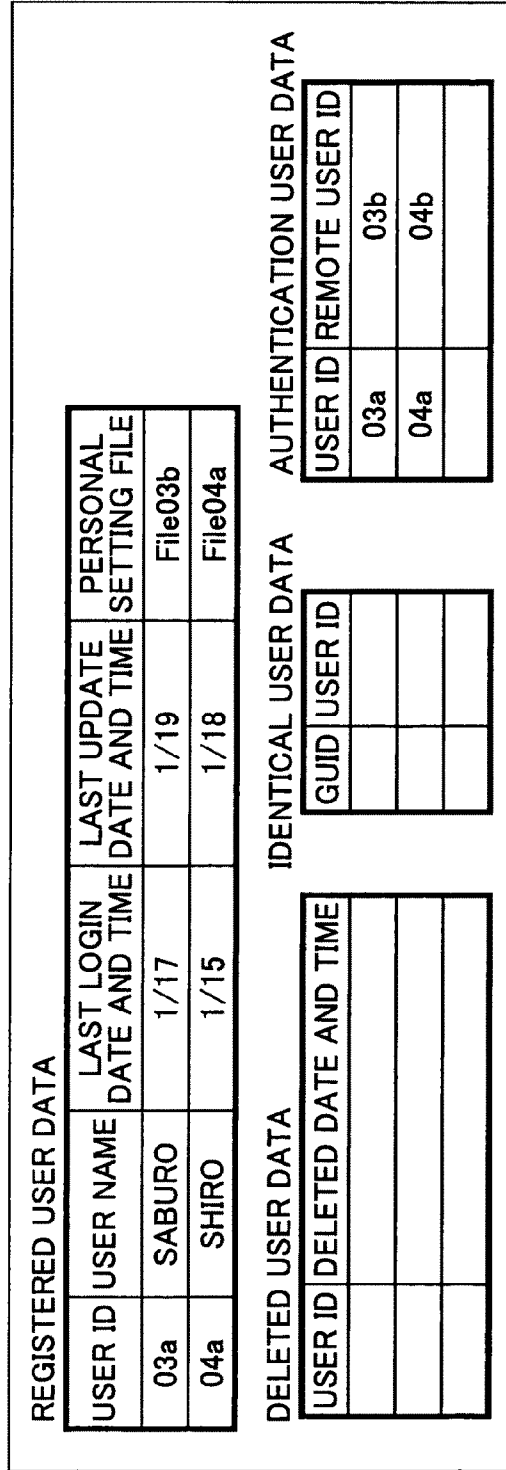 REGISTERED USER DATA
USER ID USER NAME LAST LOGIN DATE AND TIME LAST UPDATE DATE AND TIME PERSONAL SETTING FILE
03a SABURO 1/17 1/19 File03b
04a SHIRO 1/15 1/18 File04a
DELETED USER DATA
USER ID DELETED DATE AND TIME
IDENTICAL USER DATA
GUID USER ID
AUTHENTICATION USER DATA
USER ID REMOTE USER ID
03a 03b
04a 04b